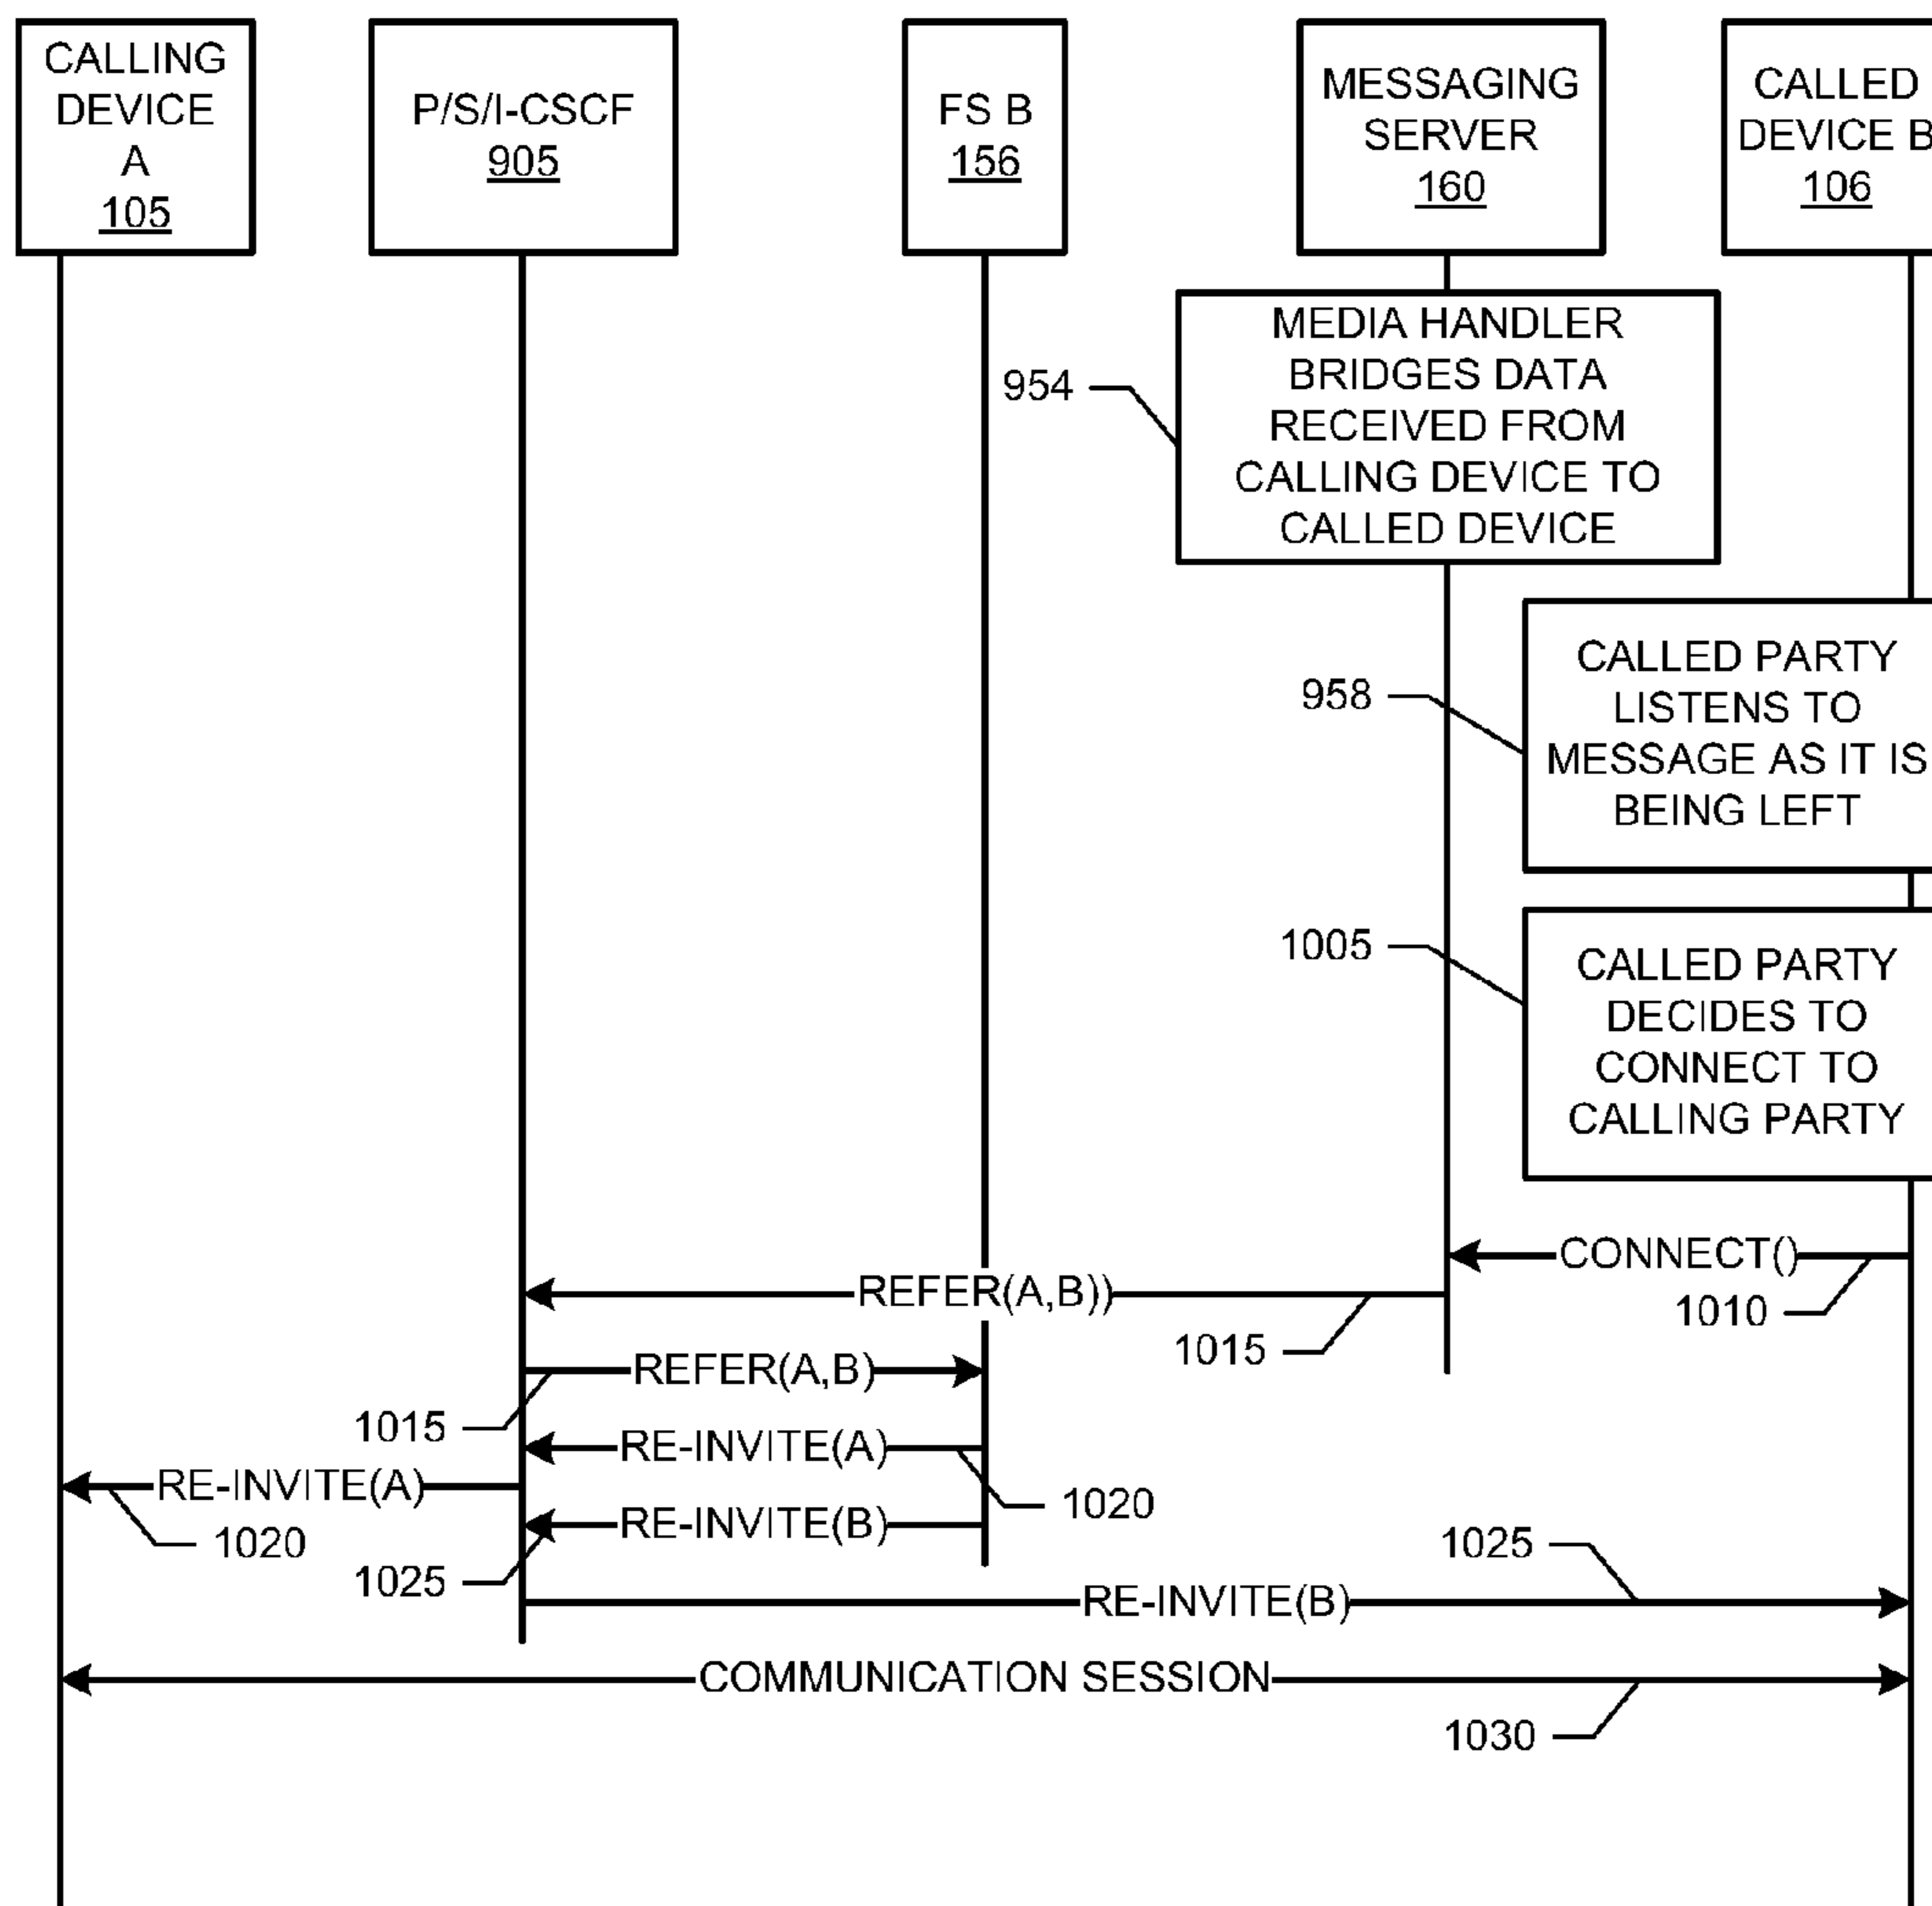 CALLING
DEVICE
A
105
P/S/I-CSCF
905
FS B
156
MESSAGING
SERVER
160
CALLED
DEVICE B
106
MEDIA HANDLER
BRIDGES DATA
RECEIVED FROM
CALLING DEVICE TO
CALLED DEVICE
954
CALLED PARTY
LISTENS TO
MESSAGE AS IT IS
BEING LEFT
958
CALLED PARTY
DECIDES TO
CONNECT TO
CALLING PARTY
1005
CONNECT()
1010
REFER(A,B))
1015
REFER(A,B)
1015
RE-INVITE(A)
1020
RE-INVITE(A)
1020
RE-INVITE(B)
1025
RE-INVITE(B)
1025
COMMUNICATION SESSION
1030